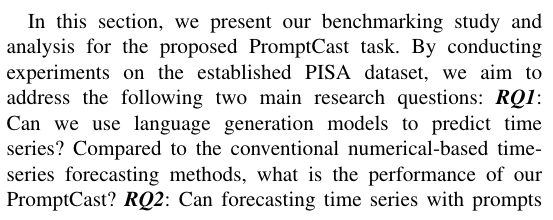 In this section, we present our benchmarking study and
analysis for the proposed PromptCast task. By conducting
experiments on the established PISA dataset, we aim to
address the following two main research questions: RQ1:
Can we use language generation models to predict time
series? Compared to the conventional numerical-based time-
series forecasting methods, what is the performance of our
PromptCast? RQ2: Can forecasting time series with prompts